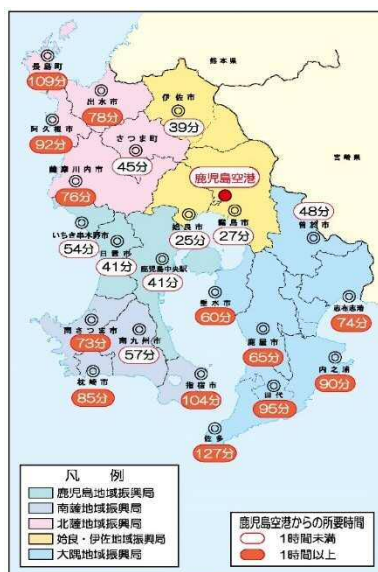 熊本県
宮崎県
長島町
109分
出水市
78分
伊佐市
39分
阿久根市
92分
さつま町
45分
薩摩川内市
76分
鹿児島空港
姶良市
25分
霧島市
27分
48分
曽於市
いちき串木野市
54分
日置市
41分
鹿児島中央駅
41分
垂水市
60分
志布志港
74分
南さつま市
73分
南九州市
57分
鹿屋市
65分
内之浦
90分
枕崎市
85分
指宿市
104分
田代
95分
佐多
127分
凡 例
鹿児島地域振興局
南薩地域振興局
北薩地域振興局
姶良・伊佐地域振興局
大隅地域振興局
鹿児島空港からの所要時間
1時間未満
1時間以上